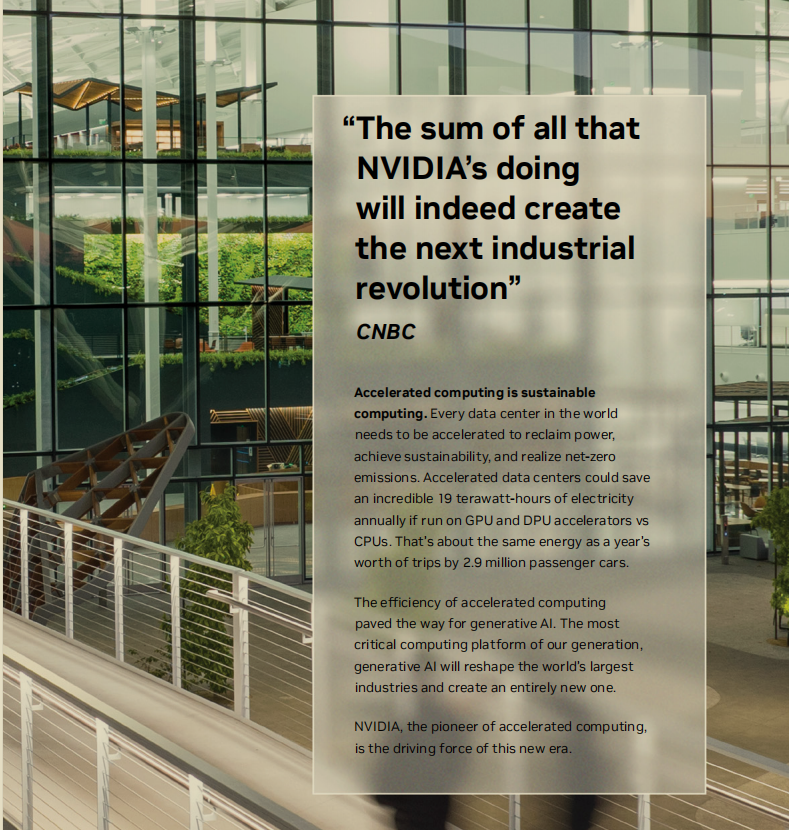 “The sum of all that
NVIDIA’s doing
will indeed create
the next industrial
revolution”
CNBC
Accelerated computing is sustainable
computing. Every data center in the world
needs to be accelerated to reclaim power,
achieve sustainability, and realize net-zero
emissions. Accelerated data centers could save
an incredible 19 terawatt-hours of electricity
annually if run on GPU and DPU accelerators vs
CPUs. That’s about the same energy as a year’s
worth of trips by 2.9 million passenger cars.
The efficiency of accelerated computing
paved the way for generative AI. The most
critical computing platform of our generation,
generative AI will reshape the world’s largest
industries and create an entirely new one.
NVIDIA, the pioneer of accelerated computing,
is the driving force of this new era.